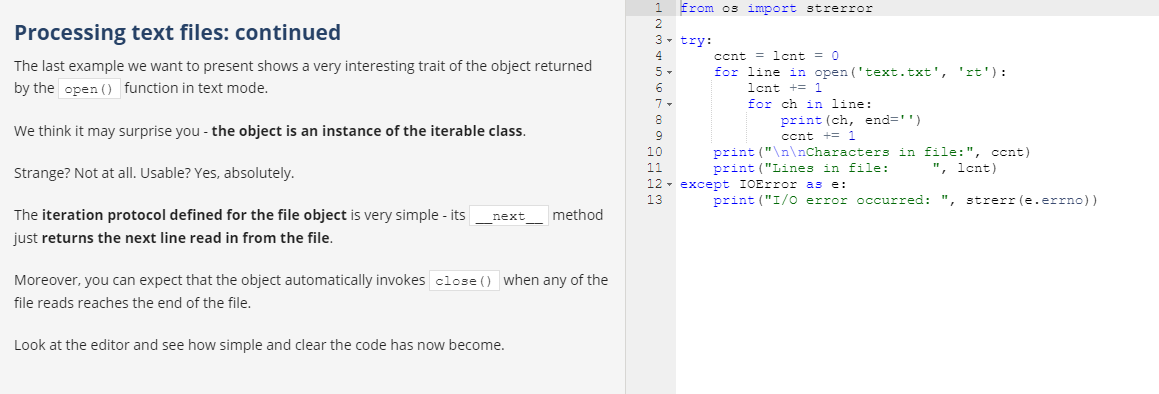 Processing text files: continued
The last example we want to present shows a very interesting trait of the object returned
by the open() function in text mode.
We think it may surprise you - the object is an instance of the iterable class.
Strange? Not at all. Usable? Yes, absolutely.
The iteration protocol defined for the file object is very simple - its __next__ method
just returns the next line read in from the file.
Moreover, you can expect that the object automatically invokes close() when any of the
file reads reaches the end of the file.
Look at the editor and see how simple and clear the code has now become.
1 from os import strerror
2
3 try:
4     ccnt = lcnt = 0
5     for line in open('text.txt', 'rt'):
6         lcnt += 1
7         for ch in line:
8             print(ch, end='')
9             ccnt += 1
10     print("\n\nCharacters in file:", ccnt)
11     print("Lines in file:     ", lcnt)
12 except IOError as e:
13     print("I/O error occurred: ", strerr(e.errno))